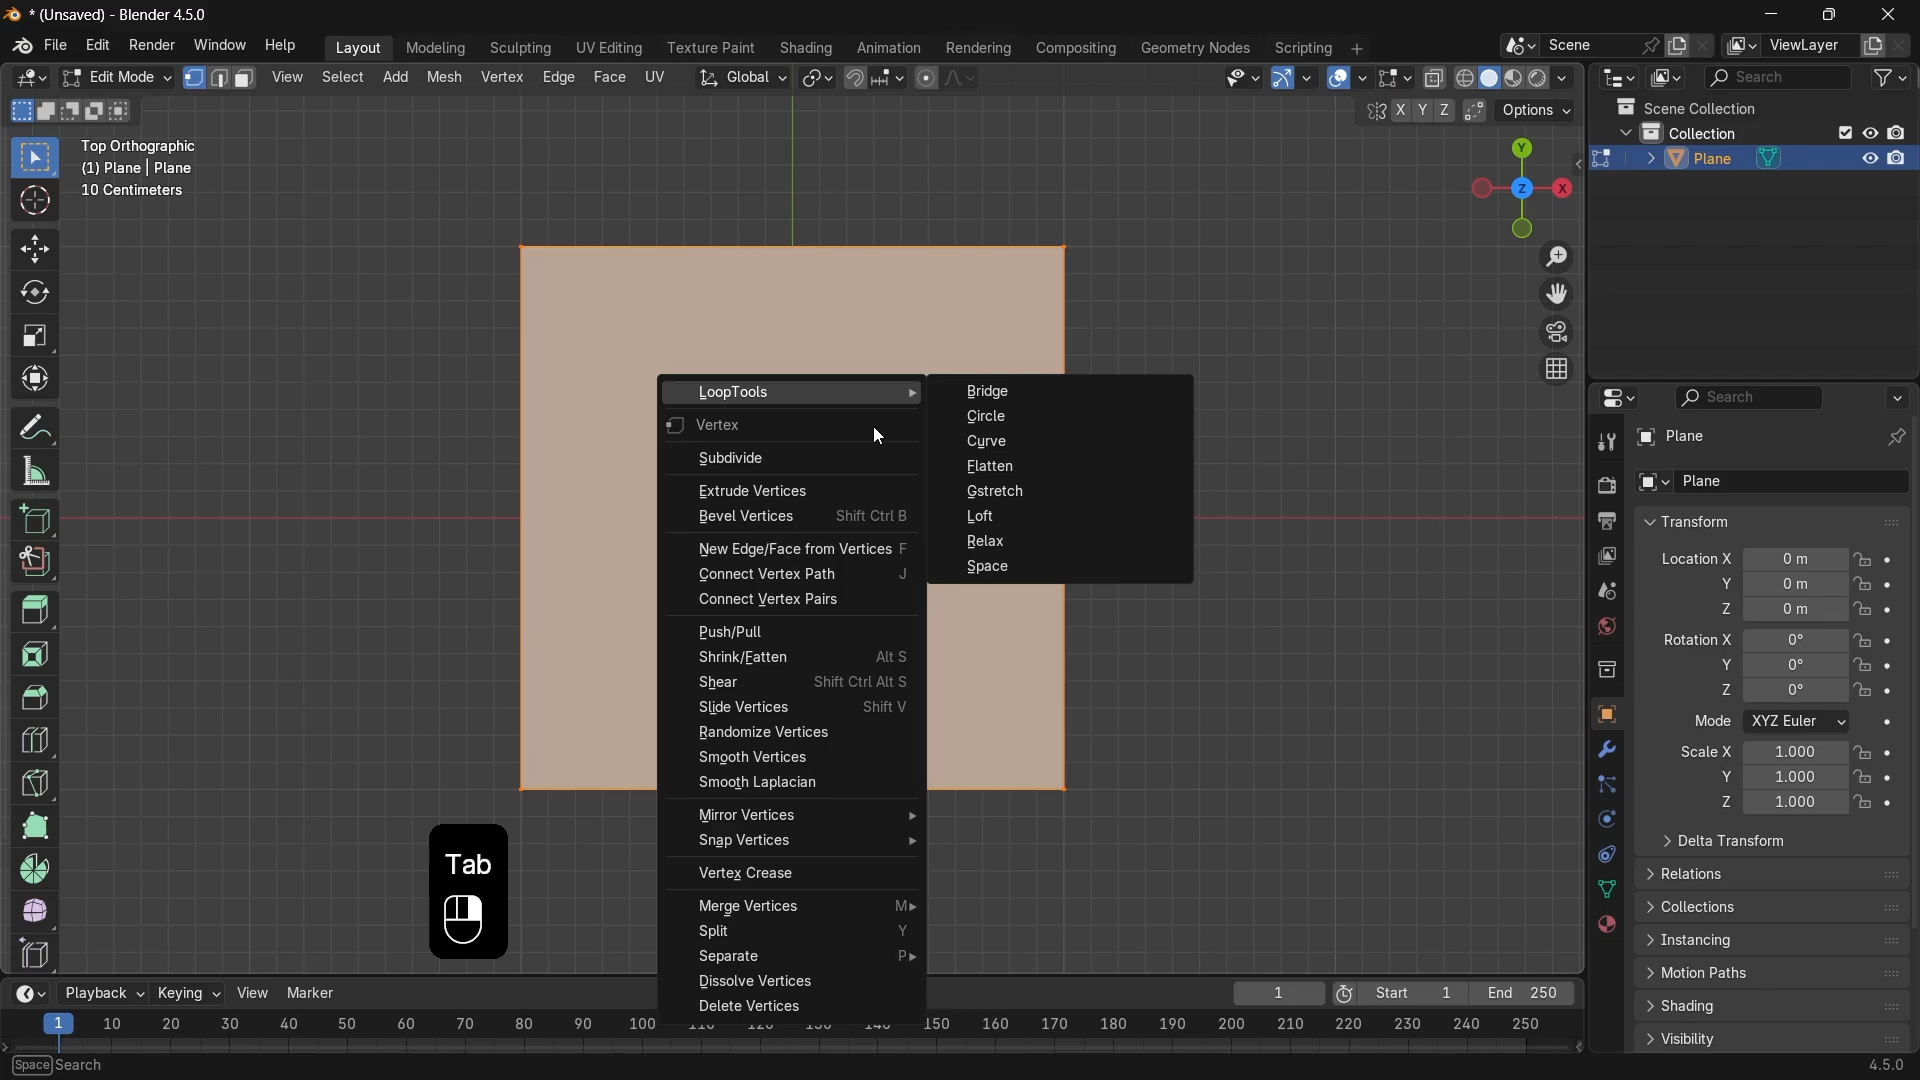 * (Unsaved) - Blender 4.5.0
File Edit Render Window Help Layout Modeling Sculpting UV Editing Texture Paint Shading Animation Rendering Compositing Geometry Nodes Scripting + Scene ViewLayer
Edit Mode View Select Add Mesh Vertex Edge Face UV Global Search
X Y Z Options
Scene Collection
Collection
Plane
Top Orthographic
(1) Plane | Plane
10 Centimeters
Y
Z
X
LoopTools
Vertex
Subdivide
Extrude Vertices
Bevel Vertices Shift Ctrl B
New Edge/Face from Vertices F
Connect Vertex Path J
Connect Vertex Pairs
Push/Pull
Shrink/Fatten Alt S
Shear Shift Ctrl Alt S
Slide Vertices Shift V
Randomize Vertices
Smooth Vertices
Smooth Laplacian
Mirror Vertices
Snap Vertices
Vertex Crease
Merge Vertices M
Split Y
Separate P
Dissolve Vertices
Delete Vertices
Bridge
Circle
Curve
Flatten
Gstretch
Loft
Relax
Space
Tab
Search
Plane
Plane
Transform
Location X 0 m
Y 0 m
Z 0 m
Rotation X 0°
Y 0°
Z 0°
Mode XYZ Euler
Scale X 1.000
Y 1.000
Z 1.000
Delta Transform
Relations
Collections
Instancing
Motion Paths
Shading
Visibility
Playback Keying View Marker 1 Start 1 End 250
1 10 20 30 40 50 60 70 80 90 100 150 160 170 180 190 200 210 220 230 240 250
Space Search 4.5.0